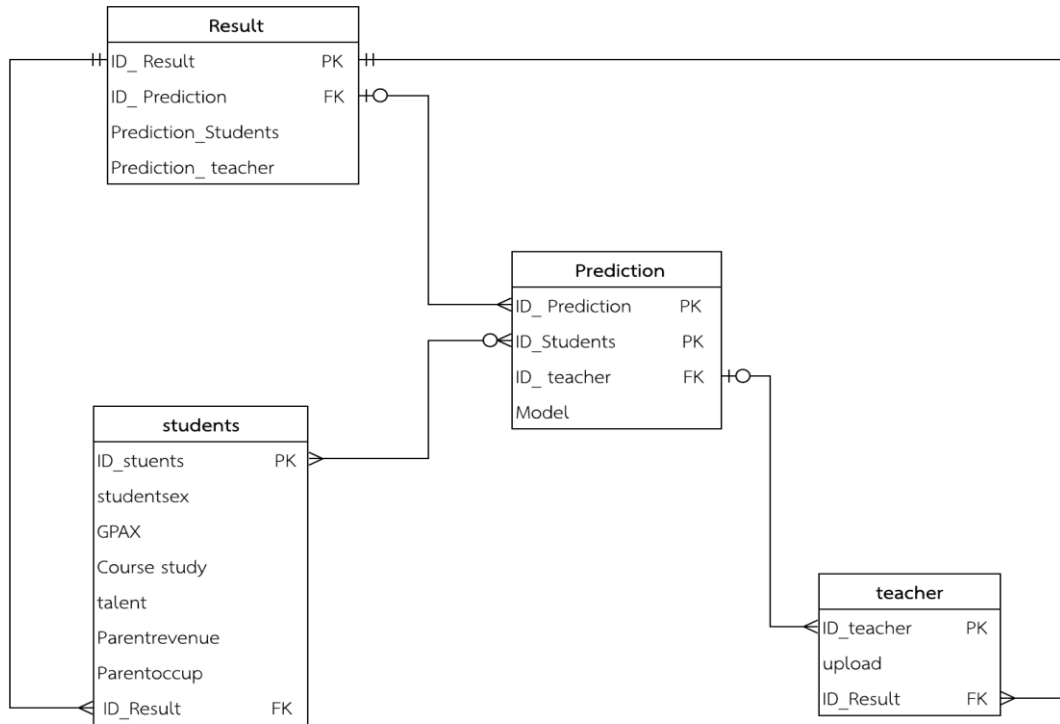 Result
ID_ Result PK
ID_ Prediction FK
Prediction_Students
Prediction_ teacher
Prediction
ID_ Prediction PK
ID_Students PK
ID_ teacher FK
Model
students
ID_stuents PK
studentsex
GPAX
Course study
talent
Parentrevenue
Parentoccup
ID_Result FK
teacher
ID_teacher PK
upload
ID_Result FK